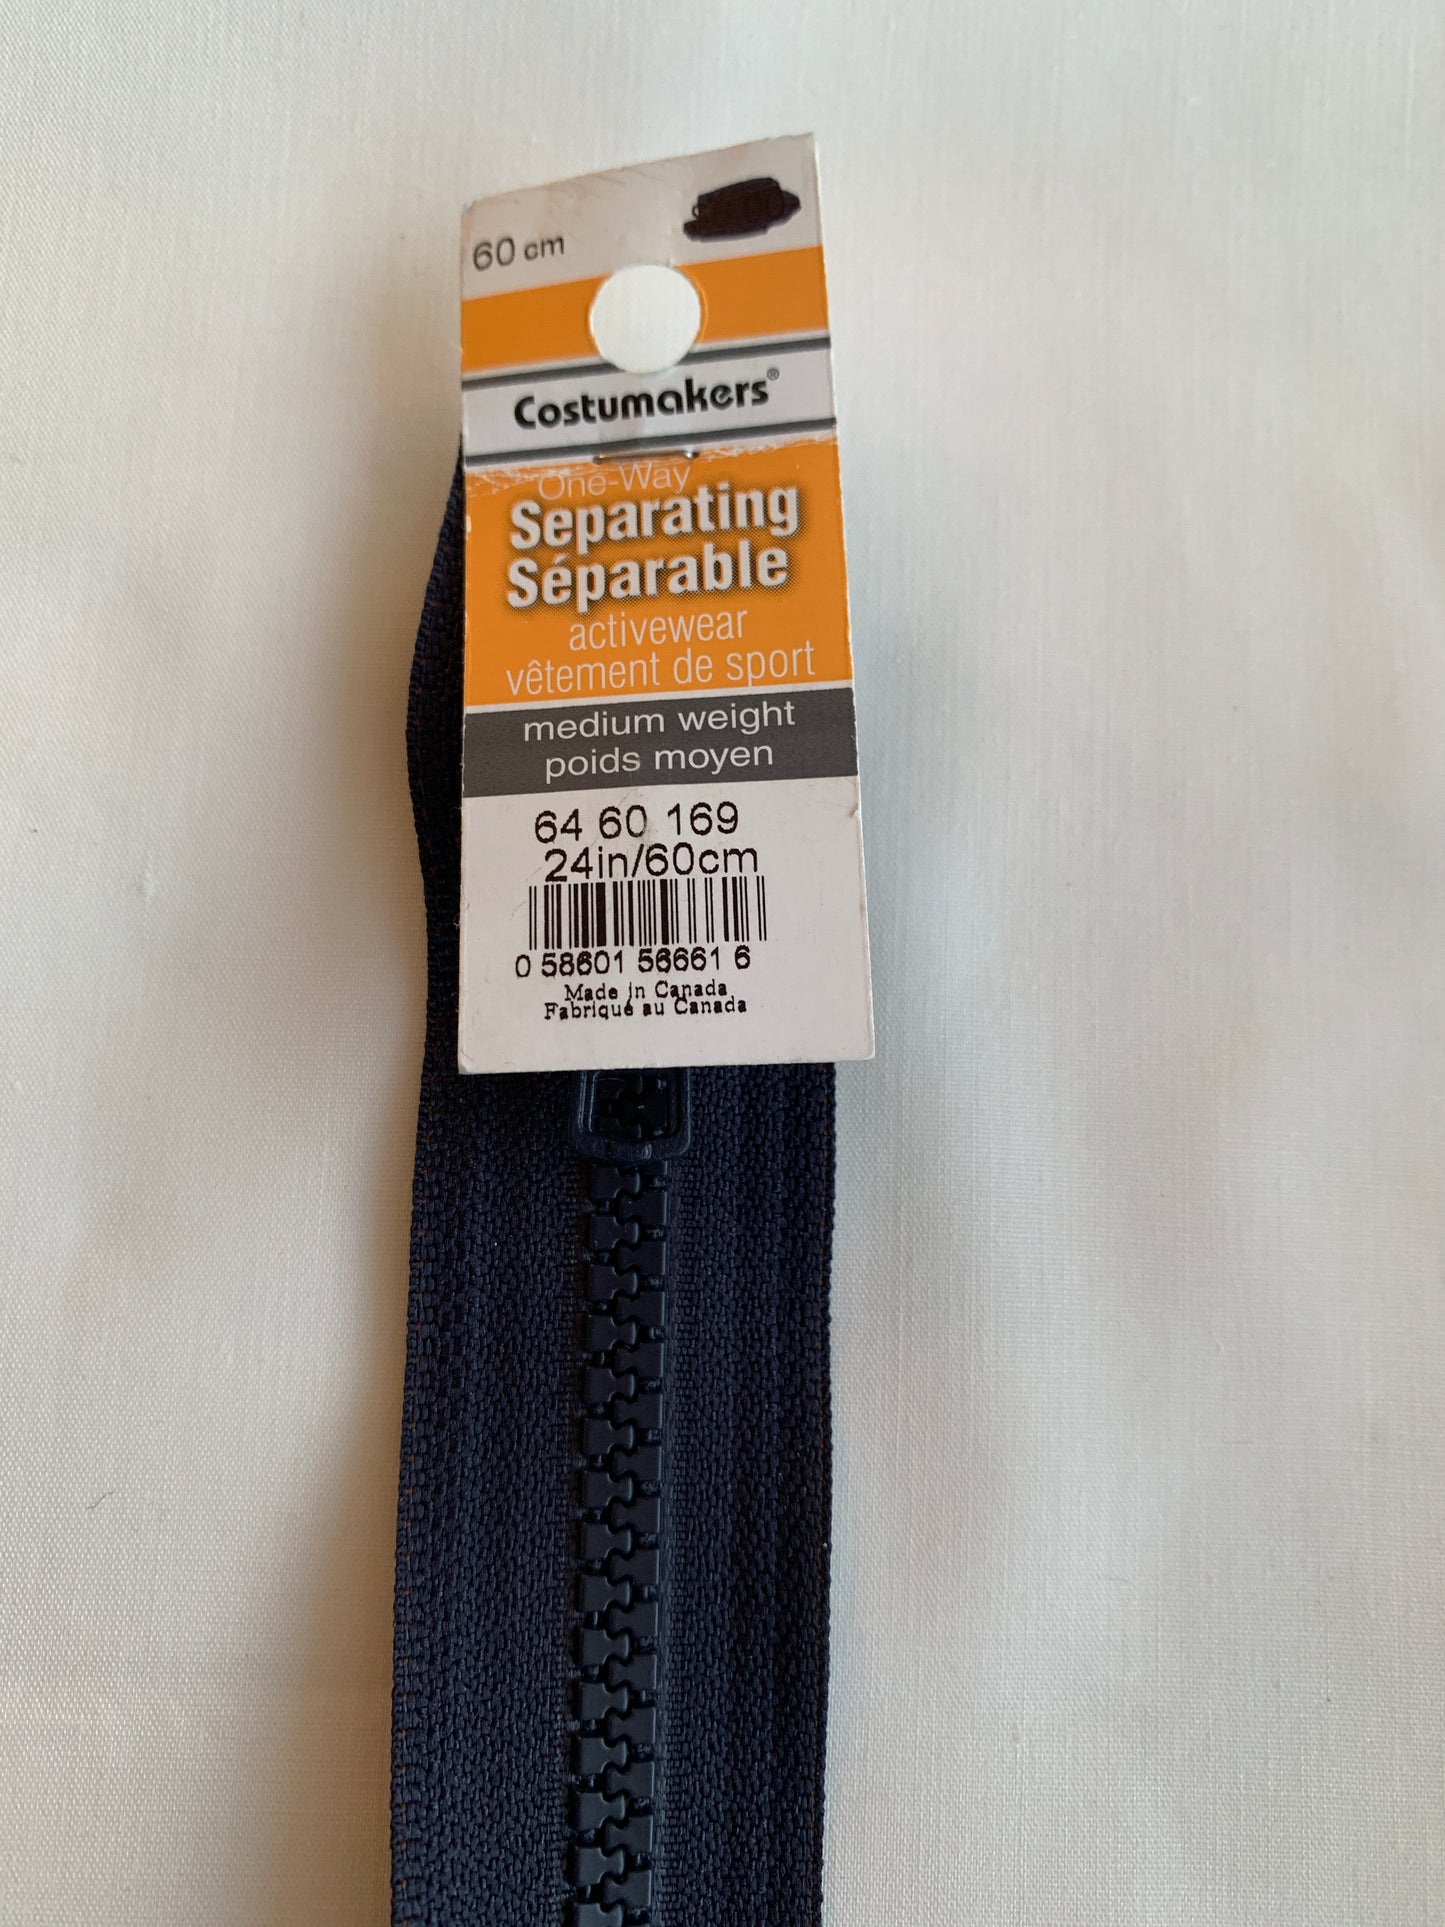 60 cm
Costumakers®
One-Way
Separating
Séparable
activewear
vêtement de sport
medium weight
poids moyen
64 60 169
24in/60cm
0 58601 56661 6
Made in Canada
Fabriqué au Canada